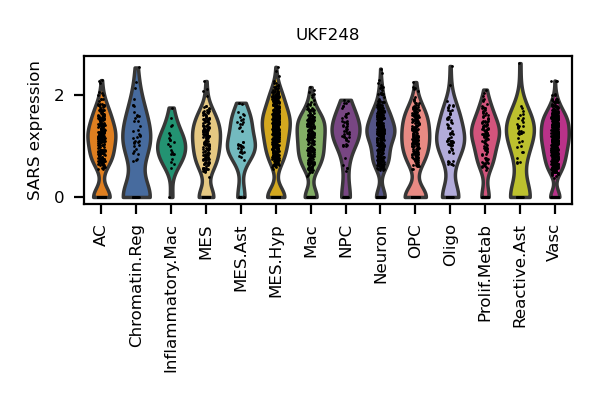 UKF248
SARS expression
2
0
AC
Chromatin.Reg
Inflammatory.Mac
MES
MES.Ast
MES.Hyp
Mac
NPC
Neuron
OPC
Oligo
Prolif.Metab
Reactive.Ast
Vasc